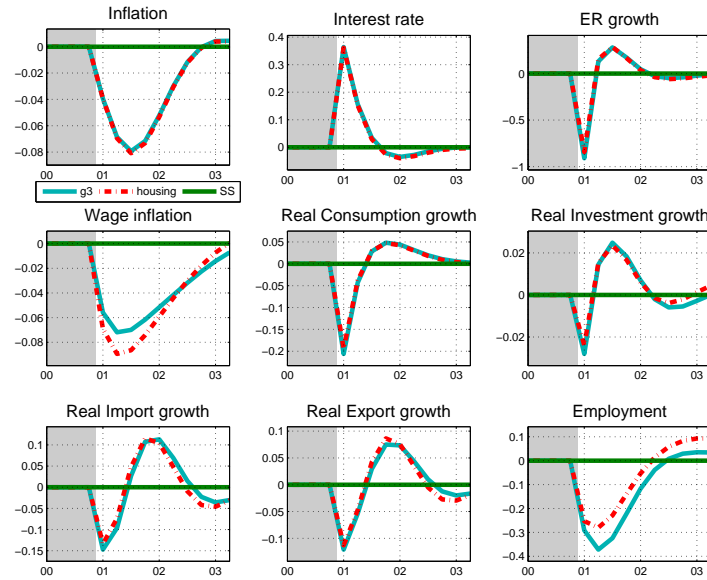 Inflation
Interest rate
ER growth
0
−0.02
−0.04
−0.06
−0.08
00 01 02 03
0.4
0.3
0.2
0.1
0
00 01 02 03
0.5
0
−0.5
−1
00 01 02 03
g3 housing SS
Wage inflation
Real Consumption growth
Real Investment growth
0
−0.02
−0.04
−0.06
−0.08
00 01 02 03
0.05
0
−0.05
−0.1
−0.15
−0.2
00 01 02 03
0.02
0
−0.02
00 01 02 03
Real Import growth
Real Export growth
Employment
0.1
0.05
0
−0.05
−0.1
−0.15
00 01 02 03
0.1
0.05
0
−0.05
−0.1
00 01 02 03
0.1
0
−0.1
−0.2
−0.3
−0.4
00 01 02 03